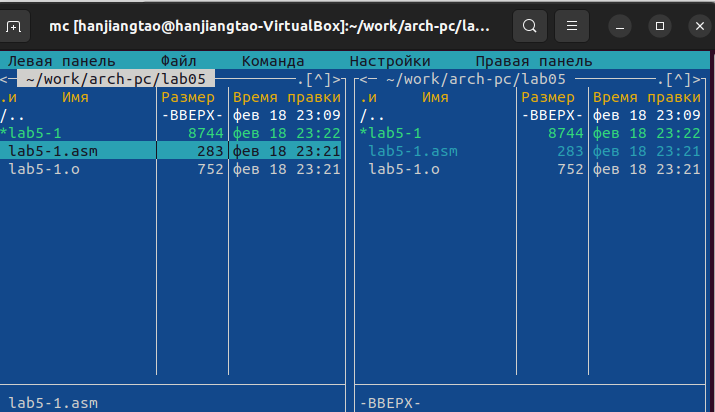 mc [hanjiangtao@hanjiangtao-VirtualBox]:~/work/arch-pc/la...
Левая панель Файл Команда Настройки Правая панель
<— ~/work/arch-pc/lab05 .[^]>
.и Имя Размер Время правки
/.. -ВВЕРХ- фев 18 23:09
*lab5-1 8744 фев 18 23:22
lab5-1.asm 283 фев 18 23:21
lab5-1.o 752 фев 18 23:21
lab5-1.asm
<— ~/work/arch-pc/lab05 .[^]>
.и Имя Размер Время правки
/.. -ВВЕРХ- фев 18 23:09
*lab5-1 8744 фев 18 23:22
lab5-1.asm 283 фев 18 23:21
lab5-1.o 752 фев 18 23:21
-ВВЕРХ-